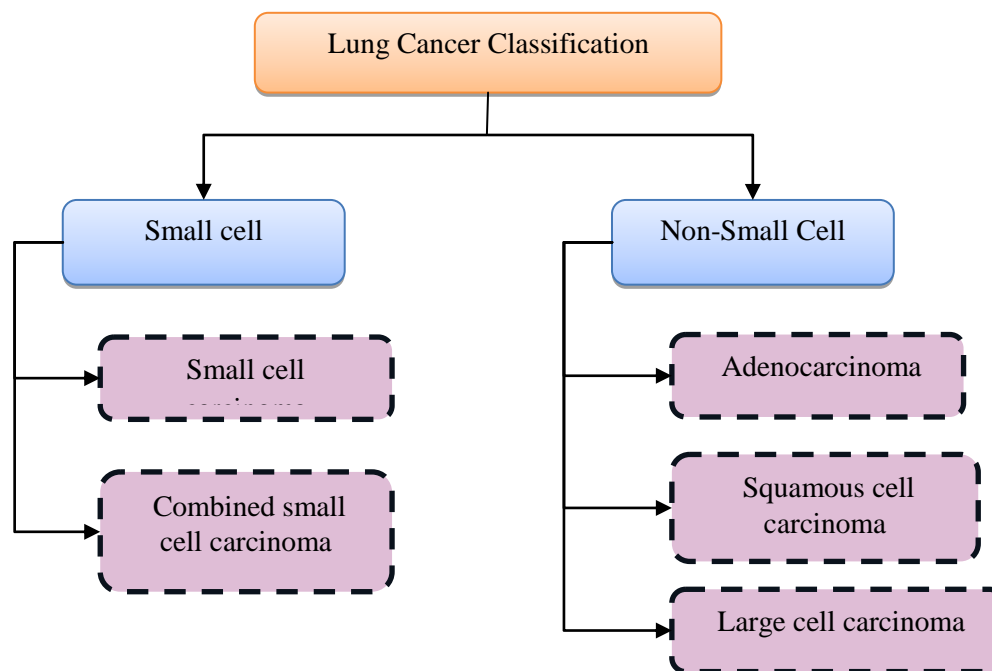 Lung Cancer Classification
Small cell
Non-Small Cell
Small cell
carcinoma
Combined small
cell carcinoma
Adenocarcinoma
Squamous cell
carcinoma
Large cell carcinoma